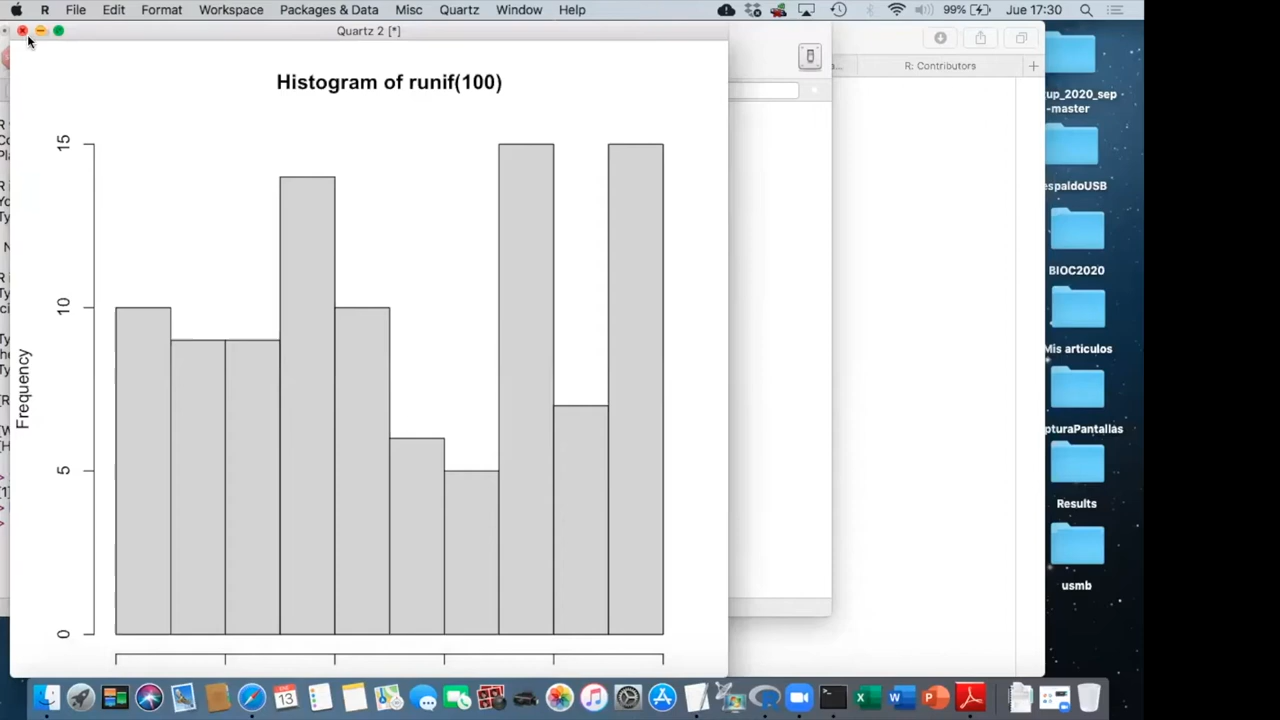 R File Edit Format Workspace Packages & Data Misc Quartz Window Help 99% Jue 17:30
Quartz 2 [*]
R: Contributors
Histogram of runif(100)
15
10
5
0
Frequency
up_2020_sep
-master
espaldoUSB
BIOC2020
Mis articulos
pturaPantallas
Results
usmb
13